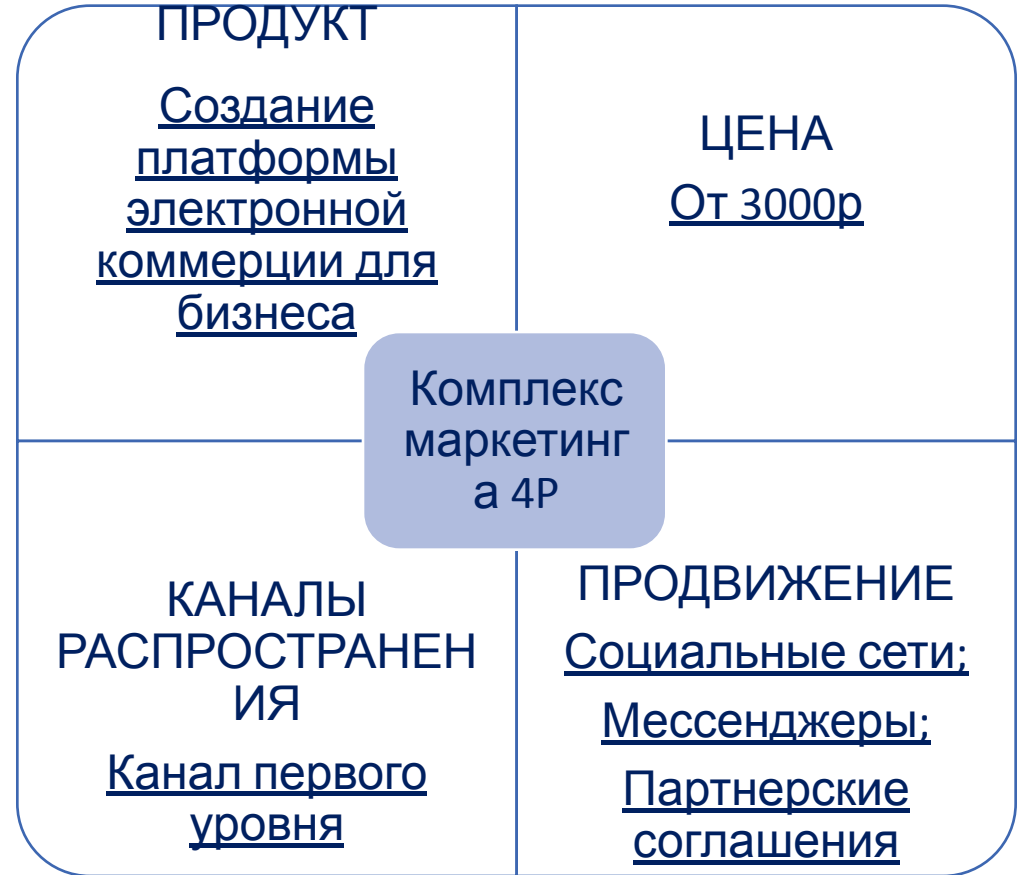 ПРОДУКТ
Создание
платформы
электронной
коммерции для
бизнеса
ЦЕНА
От 3000р
Комплекс
маркетинг
а 4P
КАНАЛЫ
РАСПРОСТРАНЕН
ИЯ
Канал первого
уровня
ПРОДВИЖЕНИЕ
Социальные сети;
Мессенджеры;
Партнерские
соглашения